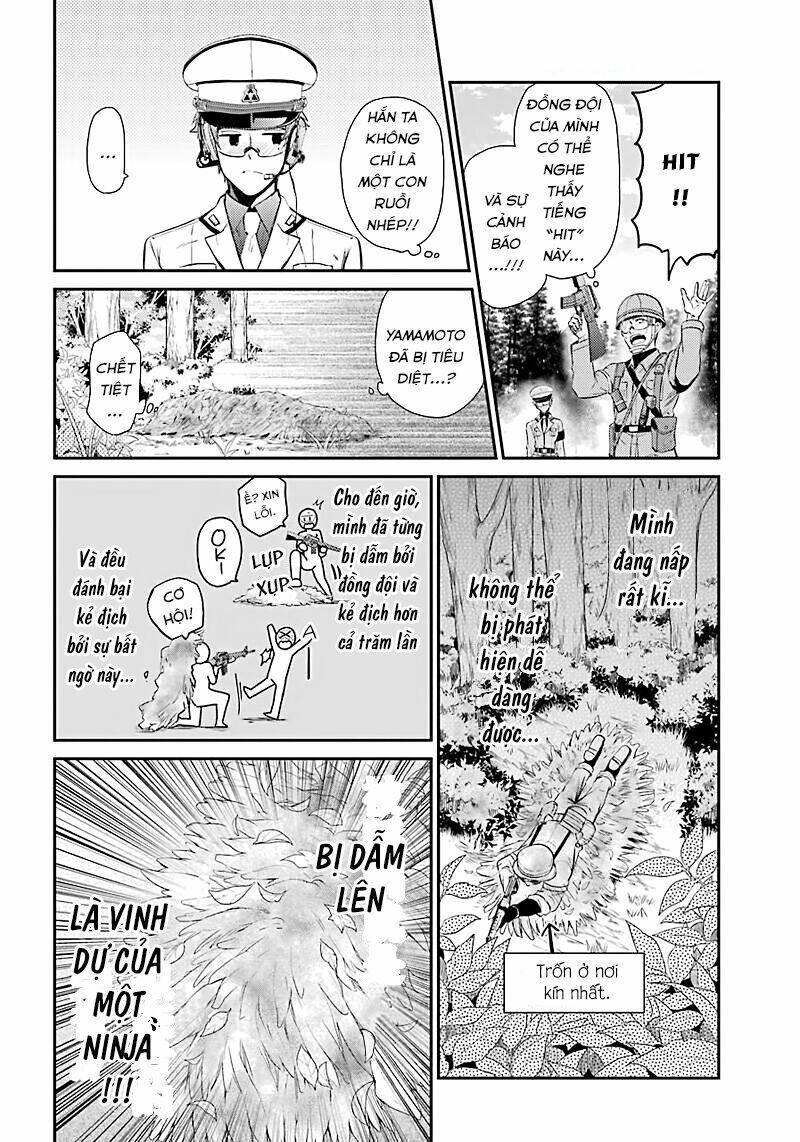 HIT
!!
ĐỒNG ĐỘI
CỦA MÌNH
CÓ THỂ
NGHE
THẤY
TIẾNG
“HIT”
NÀY...
VÀ SỰ
CẢNH
BÁO
...!!!
HẮN TA
KHÔNG
CHỈ LÀ
MỘT CON
RUỒI
NHÉP!!
...
YAMAMOTO
ĐÃ BỊ TIÊU
DIỆT...?
CHẾT
TIỆT
...
Mình
đang nấp
rất kĩ...
không thể
bị phát
hiện dễ
dàng
được...
Trốn ở nơi
kín nhất.
Cho đến giờ,
mình đã từng
bị dẫm bởi
đồng đội và
kẻ địch hơn
cả trăm lần
Ề? XIN
LỖI.
LỤP
XỤP
OK!
CƠ
HỘI!
Và đều
đánh bại
kẻ địch
bởi sự bất
ngờ này...
BỊ DẪM
LÊN
LÀ VINH
DỰ CỦA
MỘT
NINJA
!!!